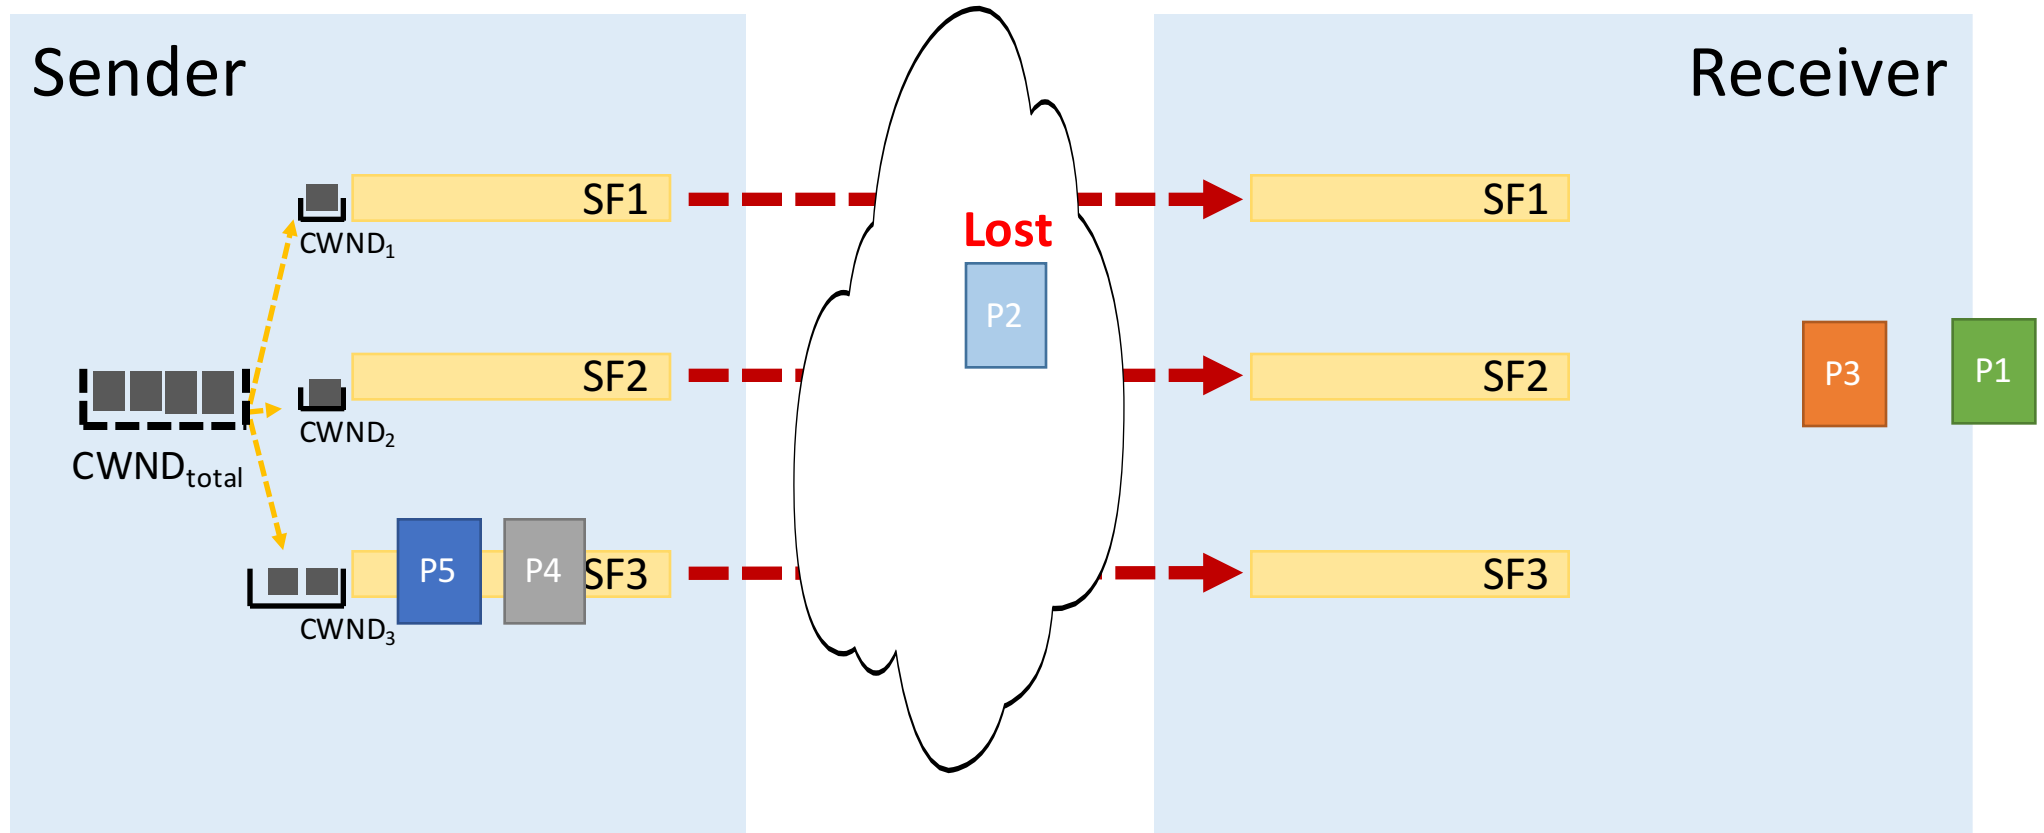 Sender
Receiver
SF1
SF1
CWND1
Lost
P2
SF2
SF2
P3
P1
CWND2
CWNDtotal
P5
P4
SF3
SF3
CWND3